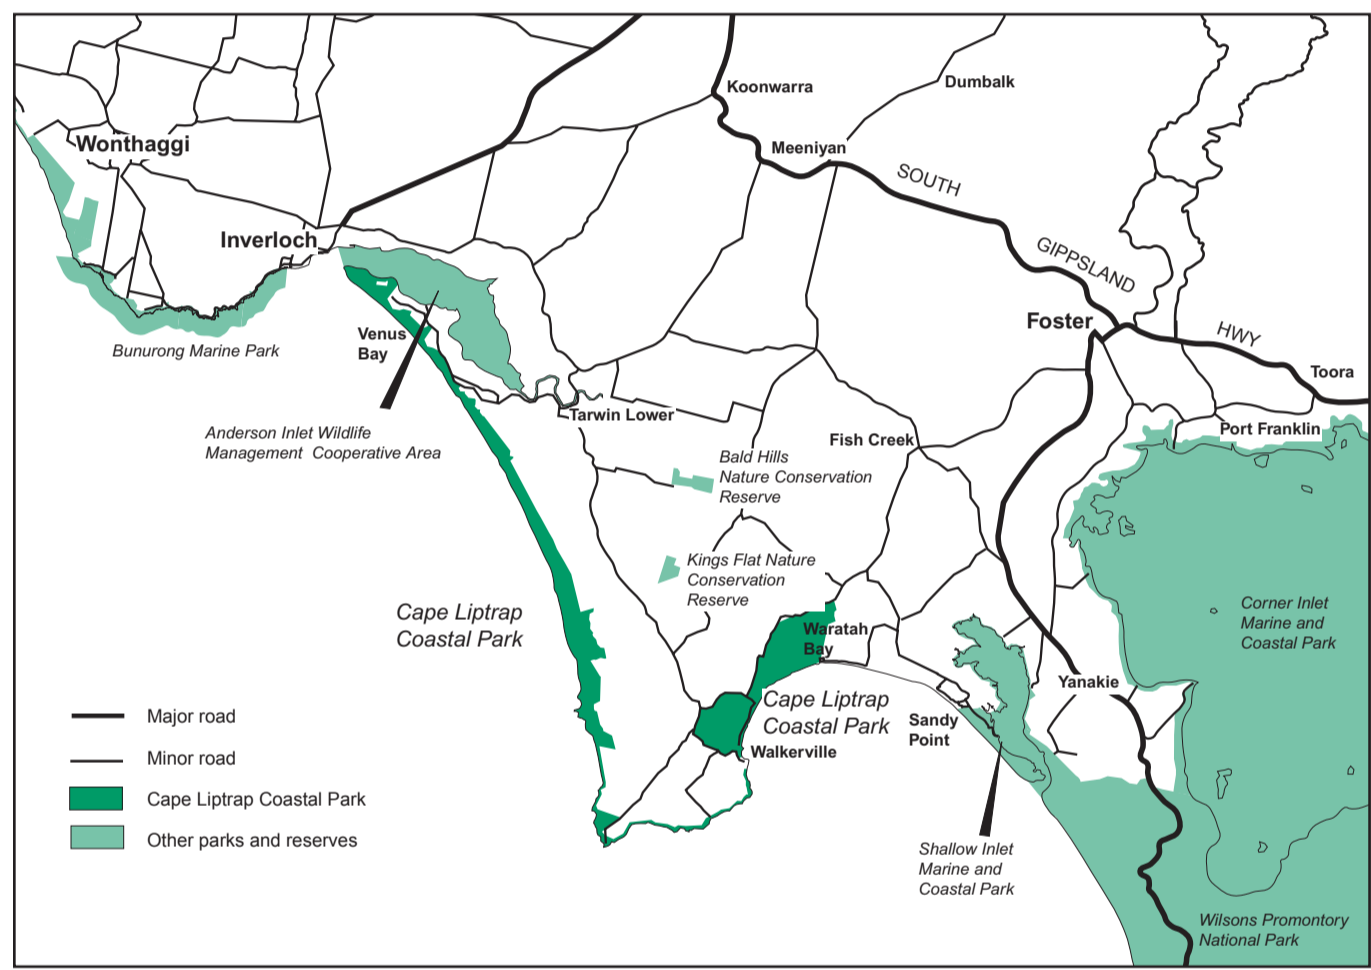 Koonwarra
Dumbalk
Wonthaggi
Meeniyan
SOUTH
Inverloch
GIPPSLAND
Foster
HWY
Venus
Bay
Bunurong Marine Park
Toora
Tarwin Lower
Port Franklin
Anderson Inlet Wildlife
Management Cooperative Area
Fish Creek
Bald Hills
Nature Conservation
Reserve
Kings Flat Nature
Conservation
Reserve
Cape Liptrap
Coastal Park
Corner Inlet
Marine and
Coastal Park
Waratah
Bay
Yanakie
Cape Liptrap
Coastal Park
Sandy
Point
Walkerville
Major road
Minor road
Cape Liptrap Coastal Park
Other parks and reserves
Shallow Inlet
Marine and
Coastal Park
Wilsons Promontory
National Park